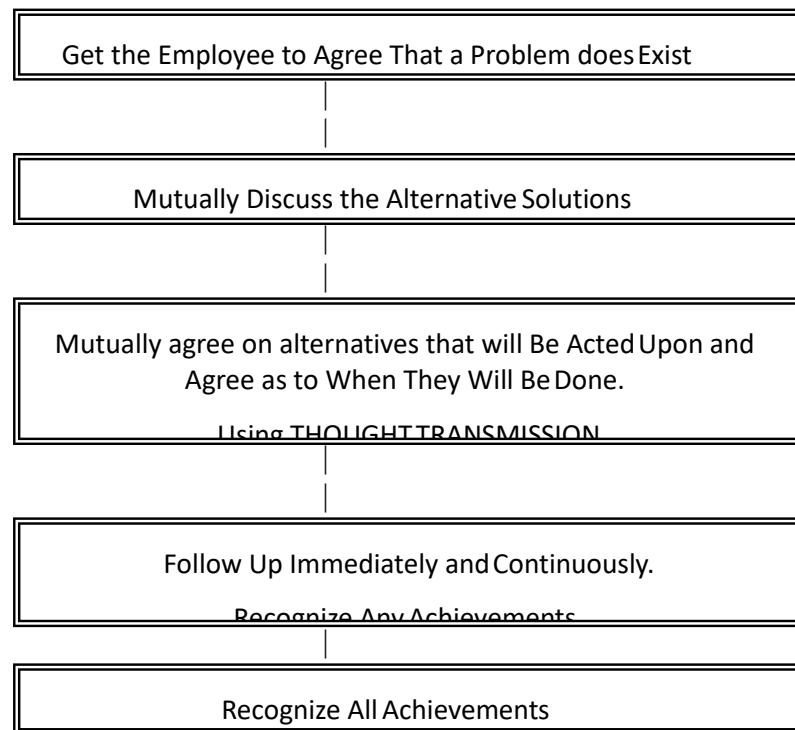 Get the Employee to Agree That a Problem does Exist
Mutually Discuss the Alternative Solutions
Mutually agree on alternatives that will Be Acted Upon and
Agree as to When They Will Be Done.
Using THOUGHT TRANSMISSION
Follow Up Immediately and Continuously.
Recognize Any Achievements
Recognize All Achievements